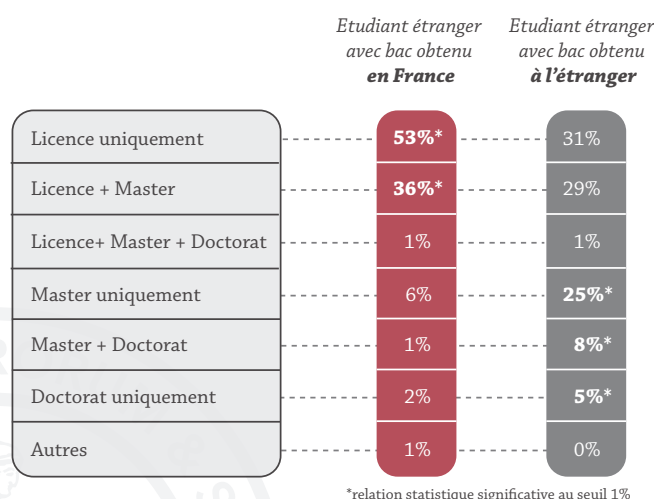 Etudiant étranger Etudiant étranger
avec bac obtenu avec bac obtenu
en France à l'étranger
Licence uniquement 53%* 31%
Licence + Master 36%* 29%
Licence+ Master + Doctorat 1% 1%
Master uniquement 6% 25%*
Master + Doctorat 1% 8%*
Doctorat uniquement 2% 5%*
Autres 1% 0%
*relation statistique significative au seuil 1%